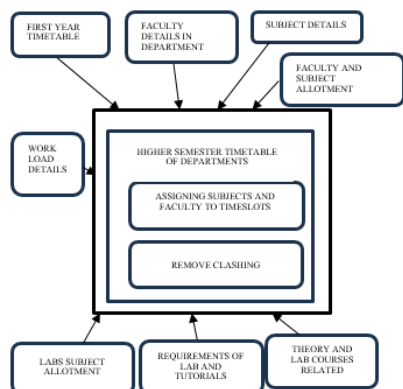 FIRST YEAR
TIMETABLE
FACULTY
DETAILS IN
DEPARTMENT
SUBJECT DETAILS
FACULTY AND
SUBJECT
ALLOTMENT
WORK
LOAD
DETAILS
HIGHER SEMESTER TIMETABLE
OF DEPARTMENTS
ASSIGNING SUBJECTS AND
FACULTY TO TIMESLOTS
REMOVE CLASHING
LABS SUBJECT
ALLOTMENT
REQUIREMENTS OF
LAB AND
TUTORIALS
THEORY AND
LAB COURSES
RELATED